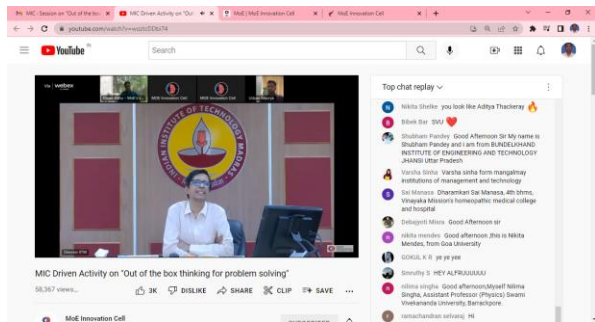 MIC -Session on "Out of the box
MIC Driven Activity on "Out
MoE | MoE Innovation Cell
MoE Innovation Cell
youtube.com/watch?v=
YouTube
IN
Search
via webex
MIC Innovation Cell
MIC Innovation Cell
INDIAN INSTITUTE OF TECHNOLOGY MADRAS
Top chat replay
Nikita Shelke you look like Aditya Thackeray 🔥
Bibek Bar SVU ❤️
Shubham Pandey Good Afternoon Sir My name is
Shubham Pandey and i am from BUNDELKHAND
INSTITUTE OF ENGINEERING AND TECHNOLOGY
JHANSI Uttar Pradesh
Varsha Sinha Varsha sinha form mangalmay
institutions of management and technology
Sai Manasa Dharamkari Sai Manasa, 4th bhms,
Vinayaka Mission's homeopathic medical college
and hospital
Debajyoti Misra Good Afternoon sir
nikita mendes Good afternoon ,this is Nikita
Mendes, from Goa University
GOKUL K R ye ye yee
Smruthy S HEY ALFRUUUUUU
nilima singha Good afternoon,Myself Nilima
Singha, Assistant Professor (Physics) Swami
Vivekananda University, Barrackpore.
ramachandran selvaraj Hi
MIC Driven Activity on "Out of the box thinking for problem solving"
58,367 views
3K DISLIKE SHARE CLIP SAVE ...
MoE Innovation Cell
SUBSCRIBED